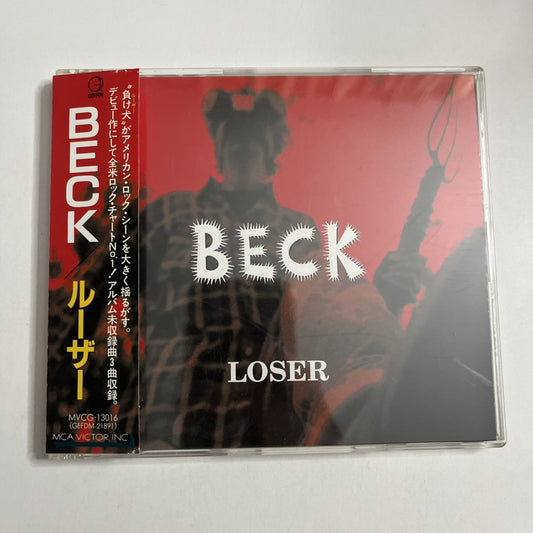 GEFFEN
BECK／ルーザー
"負け犬"がアメリカン・ロック・シーンを大きく揺るがす。
デビュー作にして全米ロック・チャートNo.1！アルバム未収録曲3曲収録。
MVCG-13016
(GEFDM-21891)
MCA VICTOR, INC
BECK
LOSER